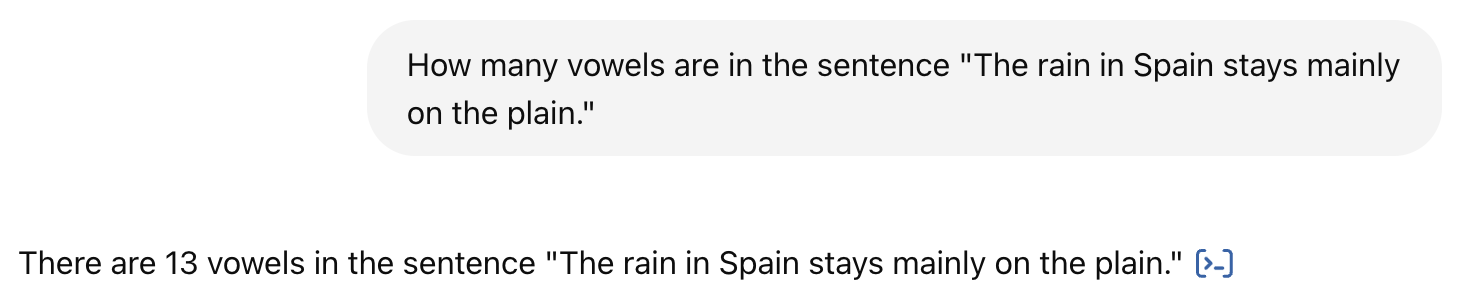 How many vowels are in the sentence "The rain in Spain stays mainly
on the plain."
There are 13 vowels in the sentence "The rain in Spain stays mainly on the plain." [>_]